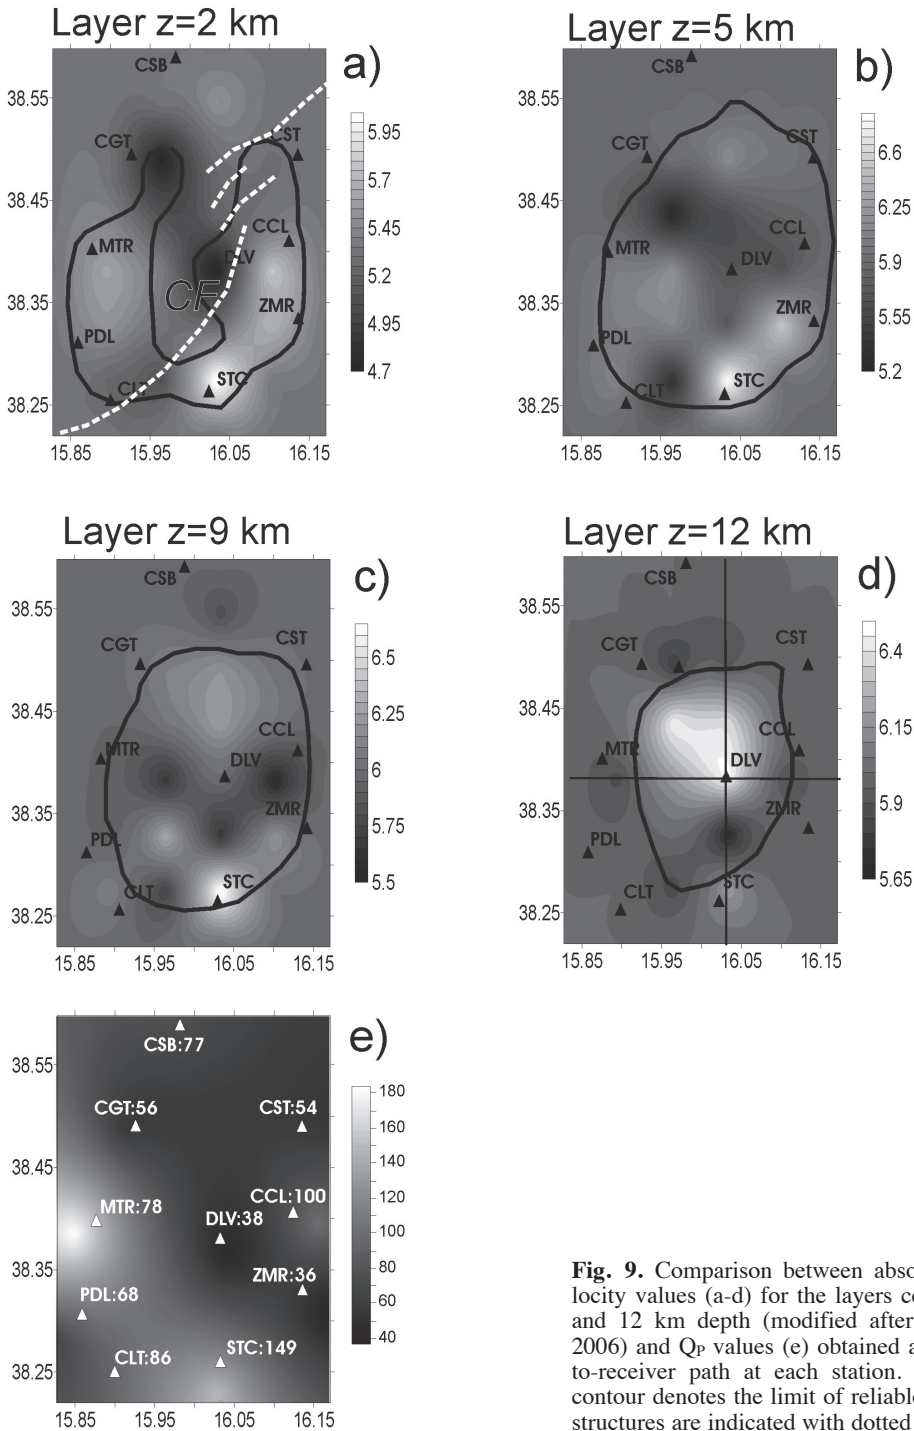 Layer z=2 km
a)
CSB
38.55
CGT
CST
38.45
MTR
CCL
DLV
CF
38.35
ZMR
PDL
STC
CLT
38.25
15.85 15.95 16.05 16.15
5.95
5.7
5.45
5.2
4.95
4.7
Layer z=5 km
b)
CSB
38.55
CGT
CST
38.45
CCL
MTR
DLV
38.35
ZMR
PDL
STC
CLT
38.25
15.85 15.95 16.05 16.15
6.6
6.25
5.9
5.55
5.2
Layer z=9 km
c)
CSB
38.55
CGT
CST
38.45
CCL
MTR
DLV
38.35
ZMR
PDL
STC
CLT
38.25
15.85 15.95 16.05 16.15
6.5
6.25
6
5.75
5.5
Layer z=12 km
d)
CSB
38.55
CGT
CST
38.45
CCL
MTR
DLV
38.35
ZMR
PDL
STC
CLT
38.25
15.85 15.95 16.05 16.15
6.4
6.15
5.9
5.65
e)
CSB:77
38.55
CGT:56
CST:54
38.45
MTR:78
CCL:100
DLV:38
38.35
ZMR:36
PDL:68
STC:149
CLT:86
38.25
15.85 15.95 16.05 16.15
180
160
140
120
100
80
60
40
Fig. 9. Comparison between abso
locity values (a-d) for the layers c
and 12 km depth (modified after
2006) and QP values (e) obtained a
to-receiver path at each station.
contour denotes the limit of reliable
structures are indicated with dotted